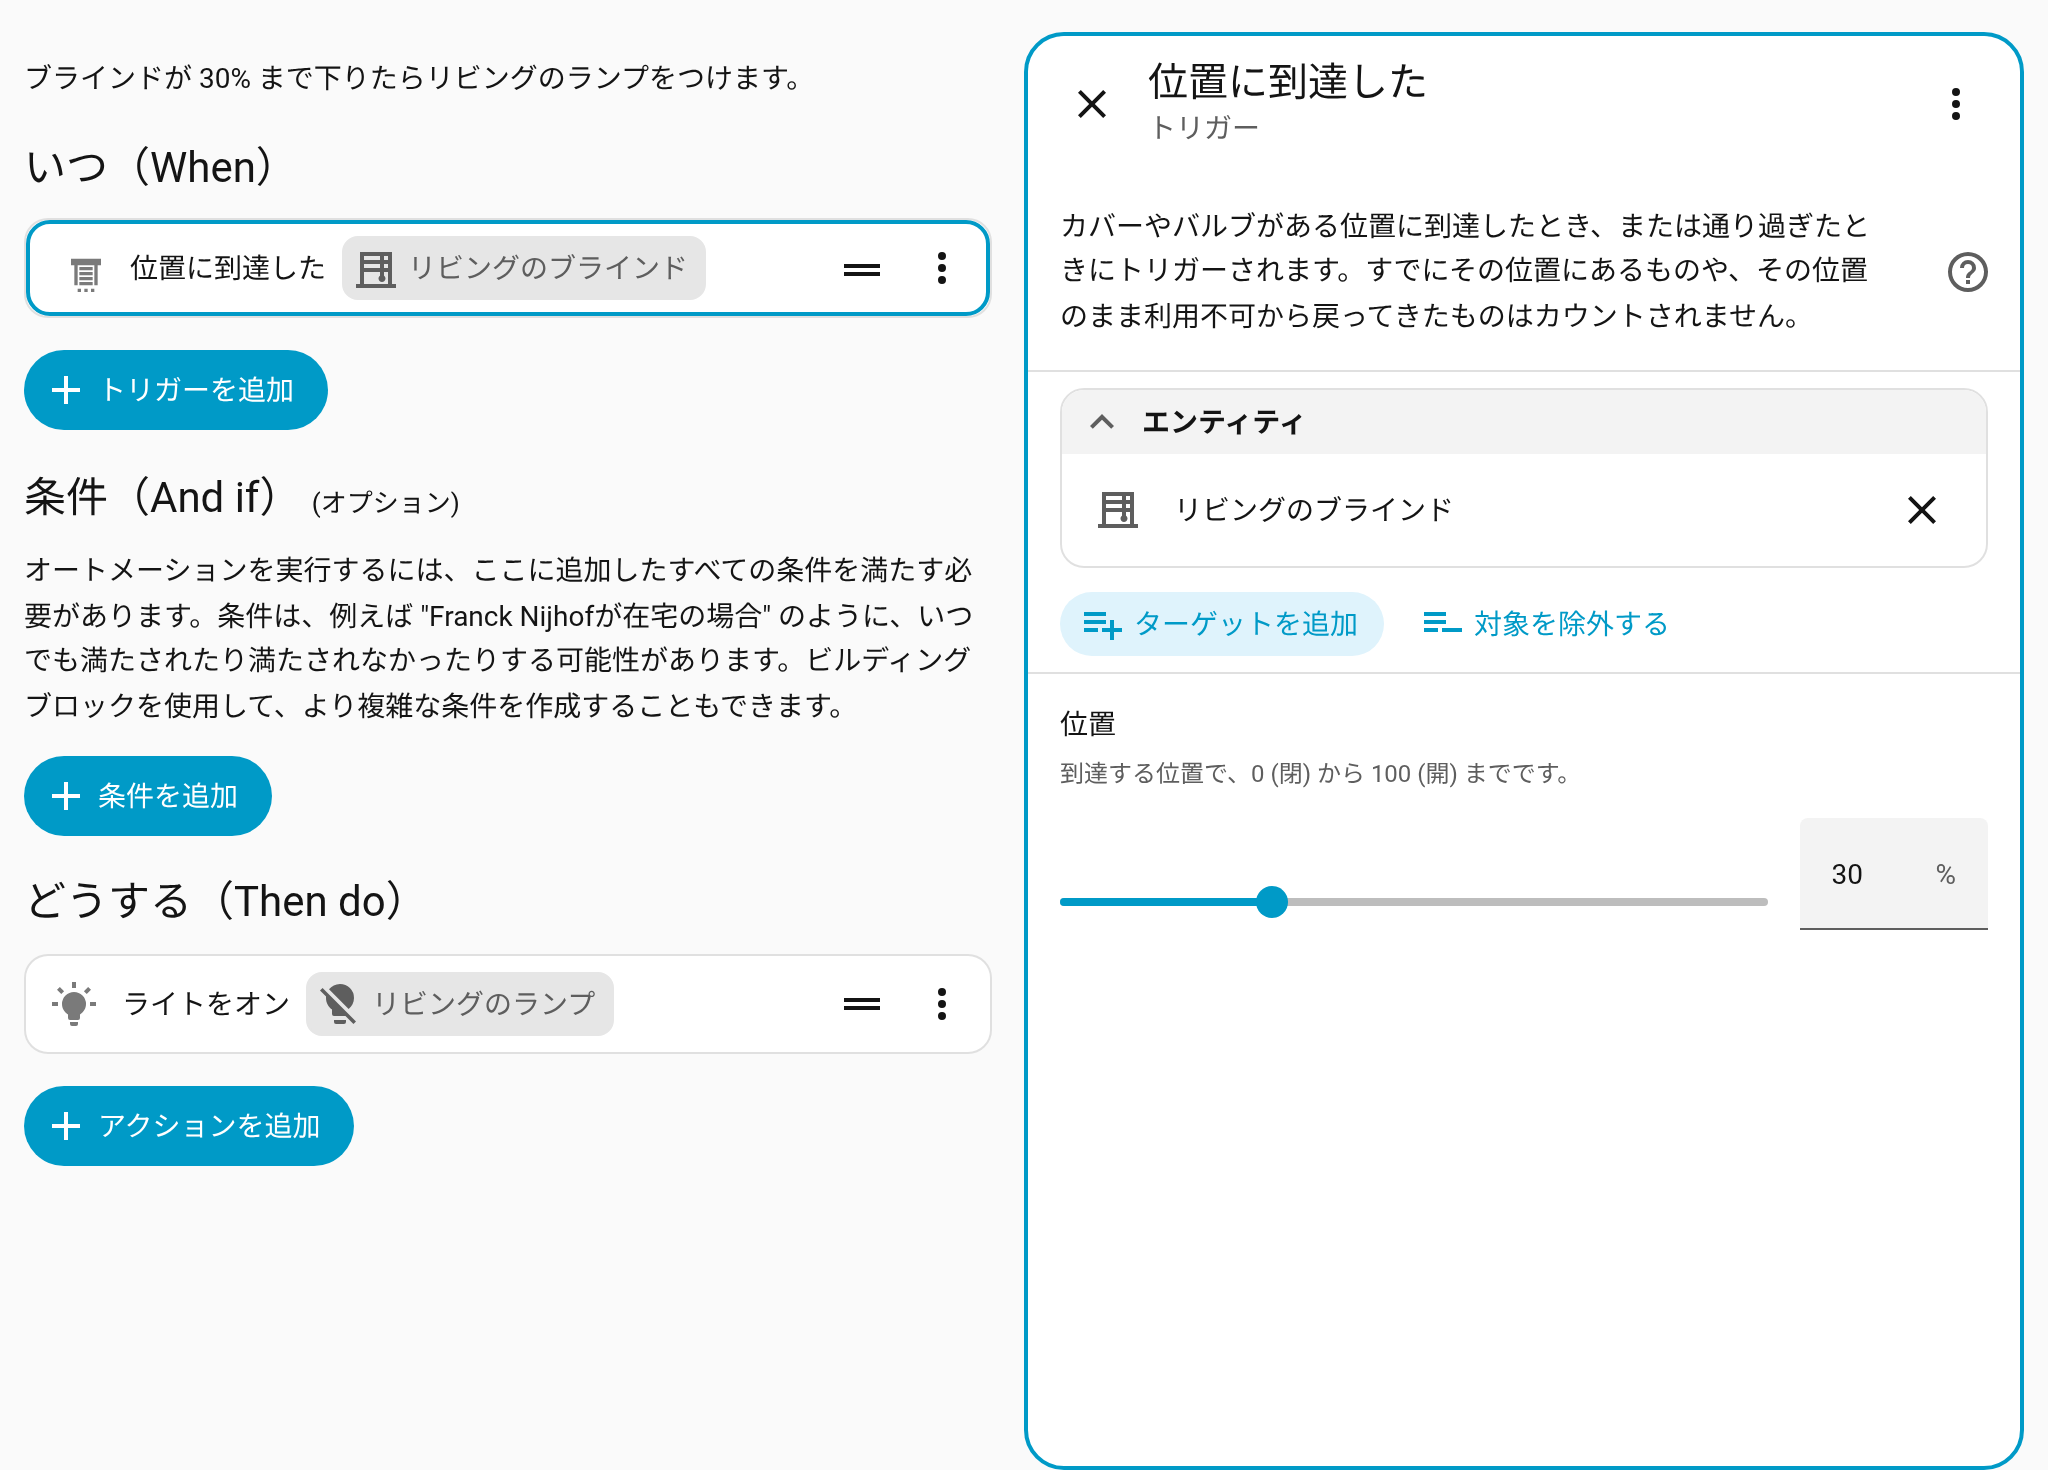 ブラインドが 30% まで下りたらリビングのランプをつけます。
いつ（When）
位置に到達した リビングのブラインド
トリガーを追加
条件（And if） (オプション)
オートメーションを実行するには、ここに追加したすべての条件を満たす必
要があります。条件は、例えば "Franck Nijhofが在宅の場合" のように、いつ
でも満たされたり満たされなかったりする可能性があります。ビルディング
ブロックを使用して、より複雑な条件を作成することもできます。
条件を追加
どうする（Then do）
ライトをオン リビングのランプ
アクションを追加
位置に到達した
トリガー
カバーやバルブがある位置に到達したとき、または通り過ぎたと
きにトリガーされます。すでにその位置にあるものや、その位置
のまま利用不可から戻ってきたものはカウントされません。
エンティティ
リビングのブラインド
ターゲットを追加 対象を除外する
位置
到達する位置で、0 (閉) から 100 (開) までです。
30 %